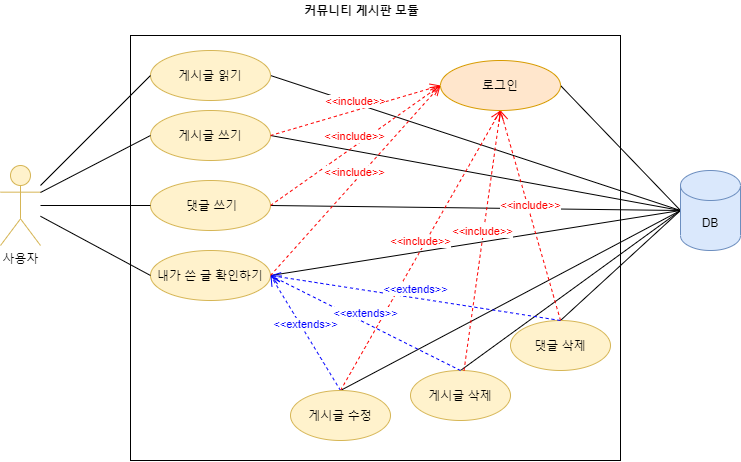 커뮤니티 게시판 모듈
게시글 읽기
로그인
<<include>>
게시글 쓰기
<<include>>
<<include>>
댓글 쓰기
<<include>>
DB
<<include>>
<<include>>
사용자
내가 쓴 글 확인하기
<<extends>>
<<extends>>
<<extends>>
댓글 삭제
게시글 삭제
게시글 수정